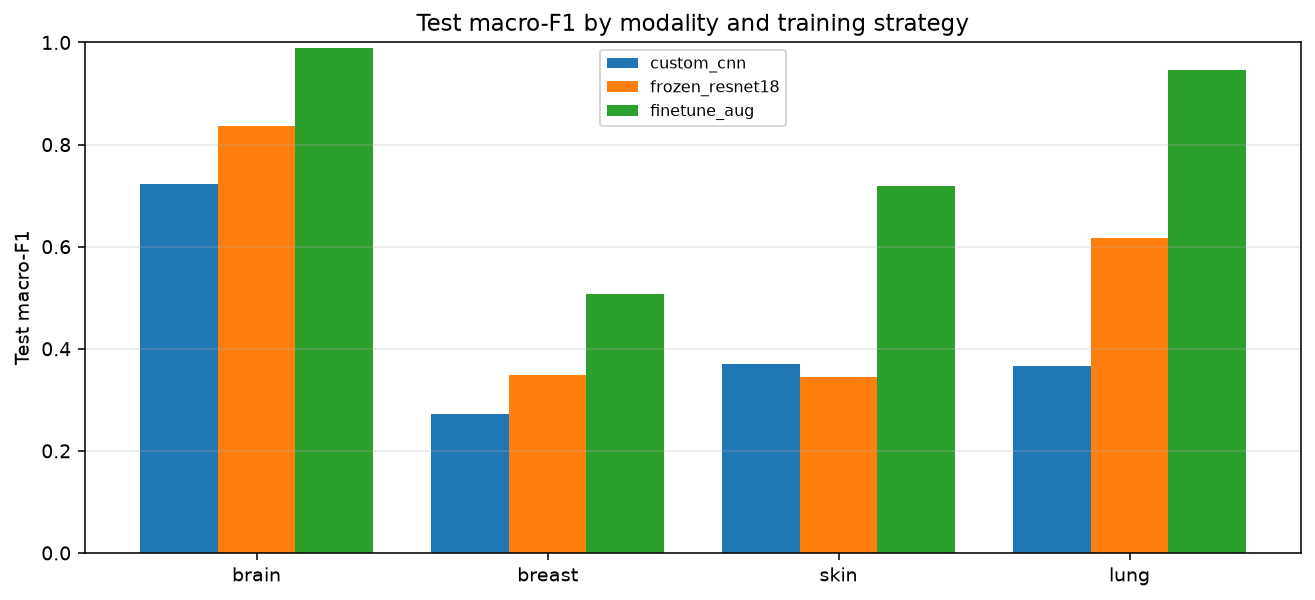 Test macro-F1 by modality and training strategy
custom_cnn
frozen_resnet18
finetune_aug
Test macro-F1
1.0
0.8
0.6
0.4
0.2
0.0
brain breast skin lung